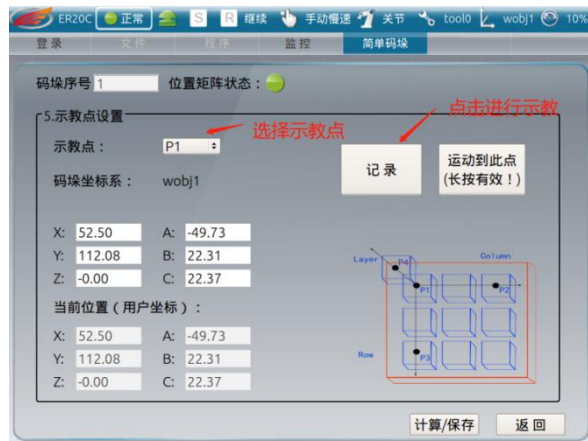 ER20C 正常 S R 继续 手动慢速 关节 tool0 wobj1 10%
登录 文件 程序 监控 简单码垛
码垛序号 1 位置矩阵状态：
点击进行示教
5.示教点设置
选择示教点
示教点： P1
记录 运动到此点
(长按有效！)
码垛坐标系： wobj1
X: 52.50 A: -49.73
Y: 112.08 B: 22.31
Z: -0.00 C: 22.37
Layer P4 Column
P1 P2
Row P3
当前位置（用户坐标）：
X: 52.50 A: -49.73
Y: 112.08 B: 22.31
Z: -0.00 C: 22.37
计算/保存 返回